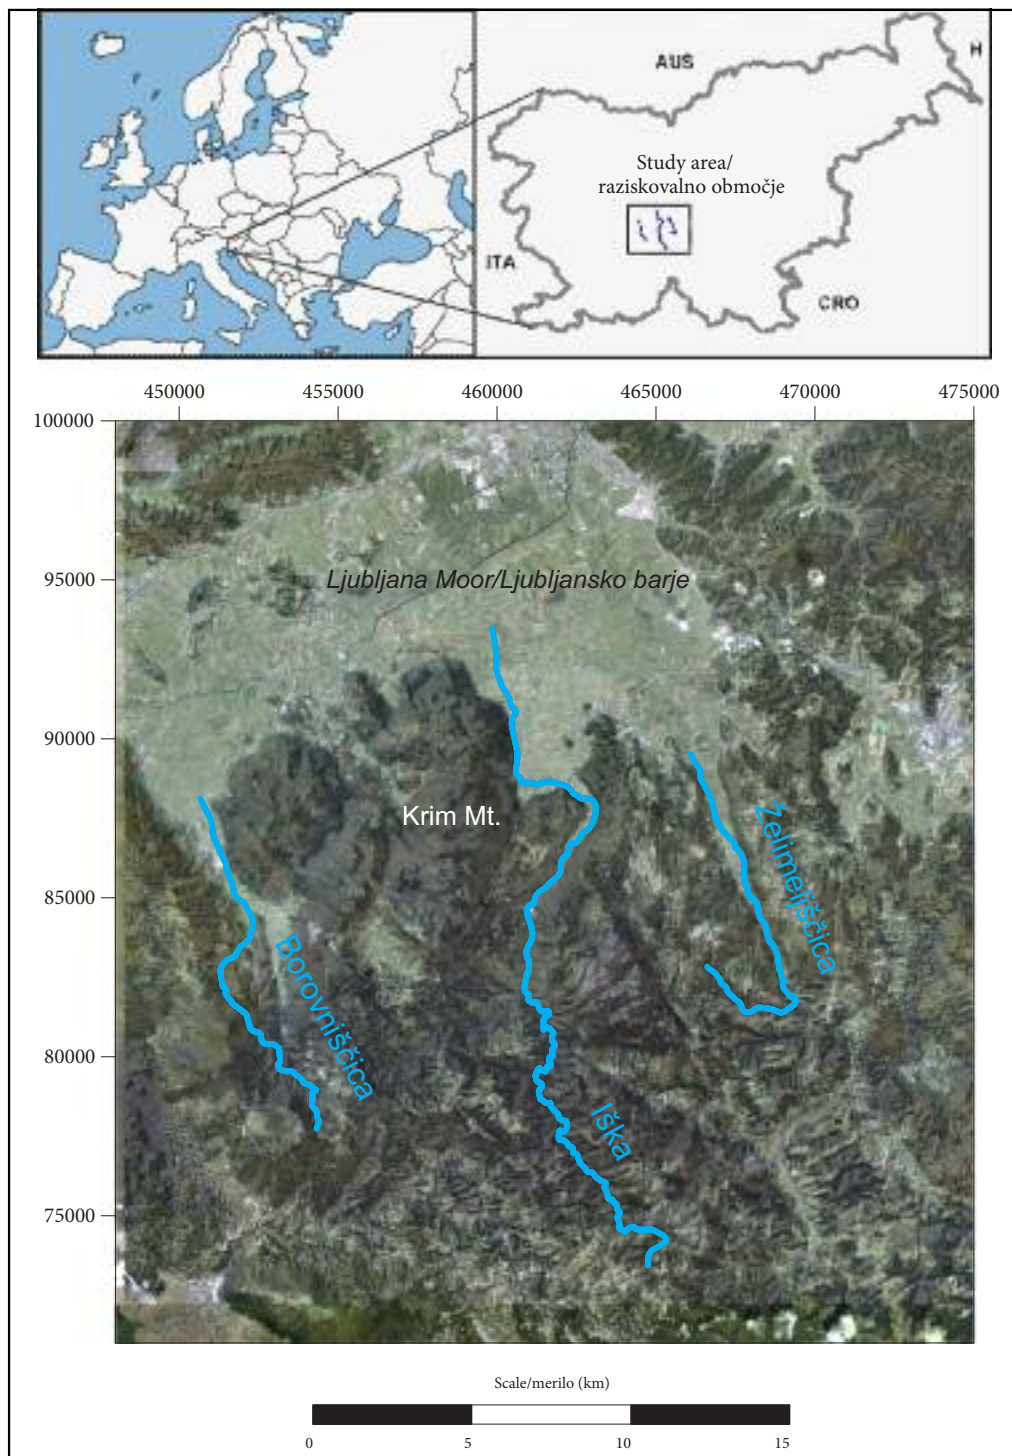 AUS
H
Study area/
raziskovalno območje
ITA
CRO
450000 455000 460000 465000 470000 475000
100000
95000
Ljubljana Moor/Ljubljansko barje
90000
Krim Mt.
Želimeljščica
85000
Borovniščica
80000
Iška
75000
Scale/merilo (km)
0 5 10 15